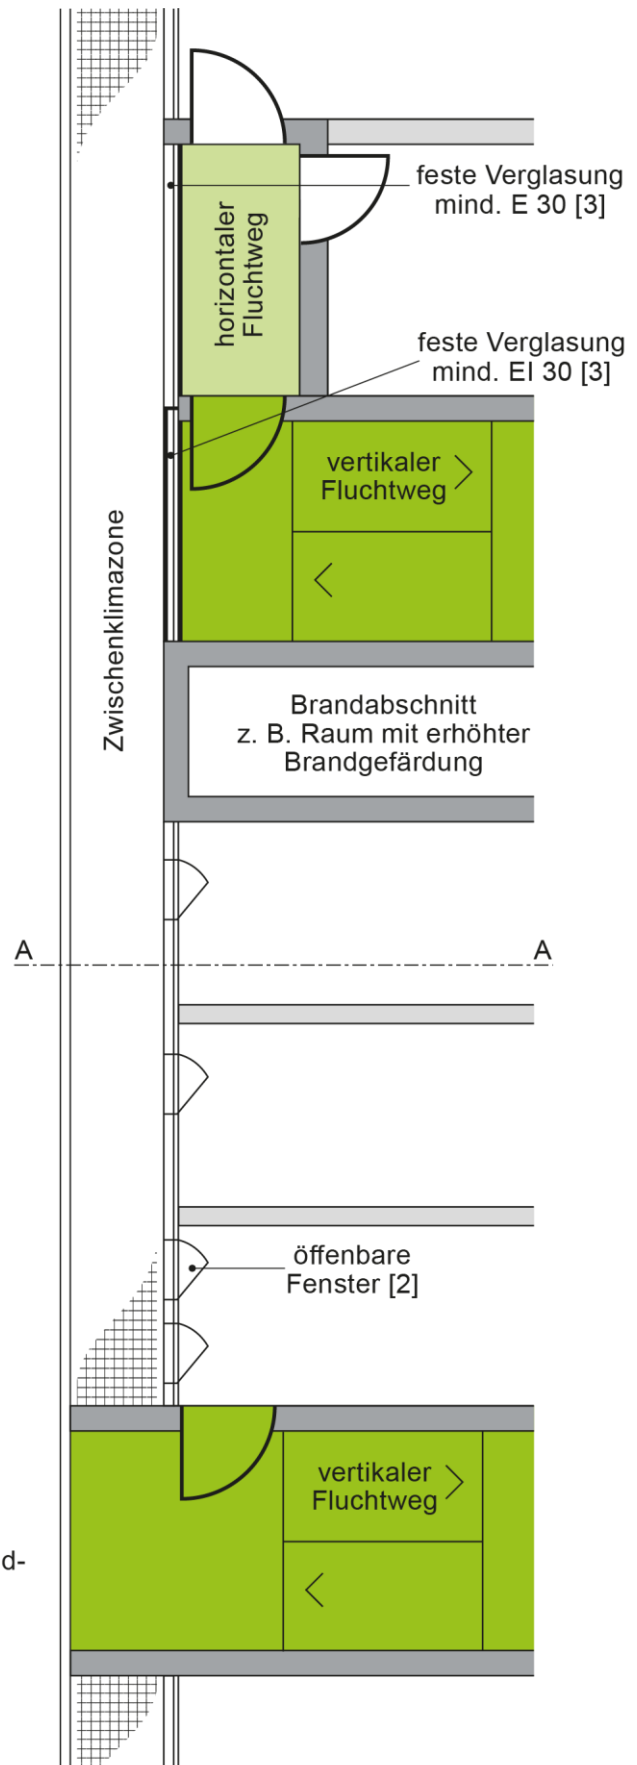 feste Verglasung
mind. E 30 [3]
horizontaler
Fluchtweg
feste Verglasung
mind. EI 30 [3]
vertikaler
Fluchtweg
Zwischenklimazone
Brandabschnitt
z. B. Raum mit erhöhter
Brandgefärdung
A
A
öffenbare
Fenster [2]
vertikaler
Fluchtweg
d-